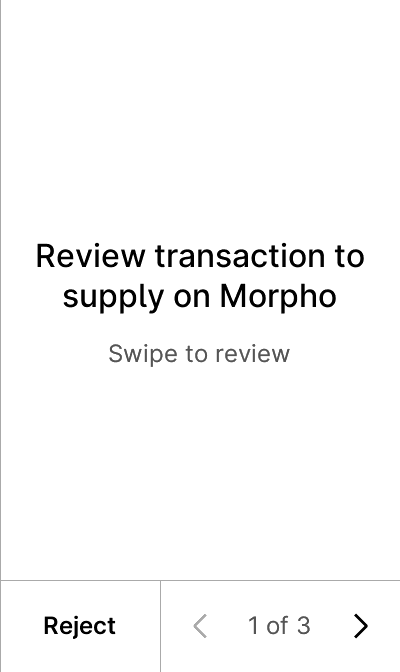 Review transaction to
supply on Morpho
Swipe to review
Reject
1 of 3